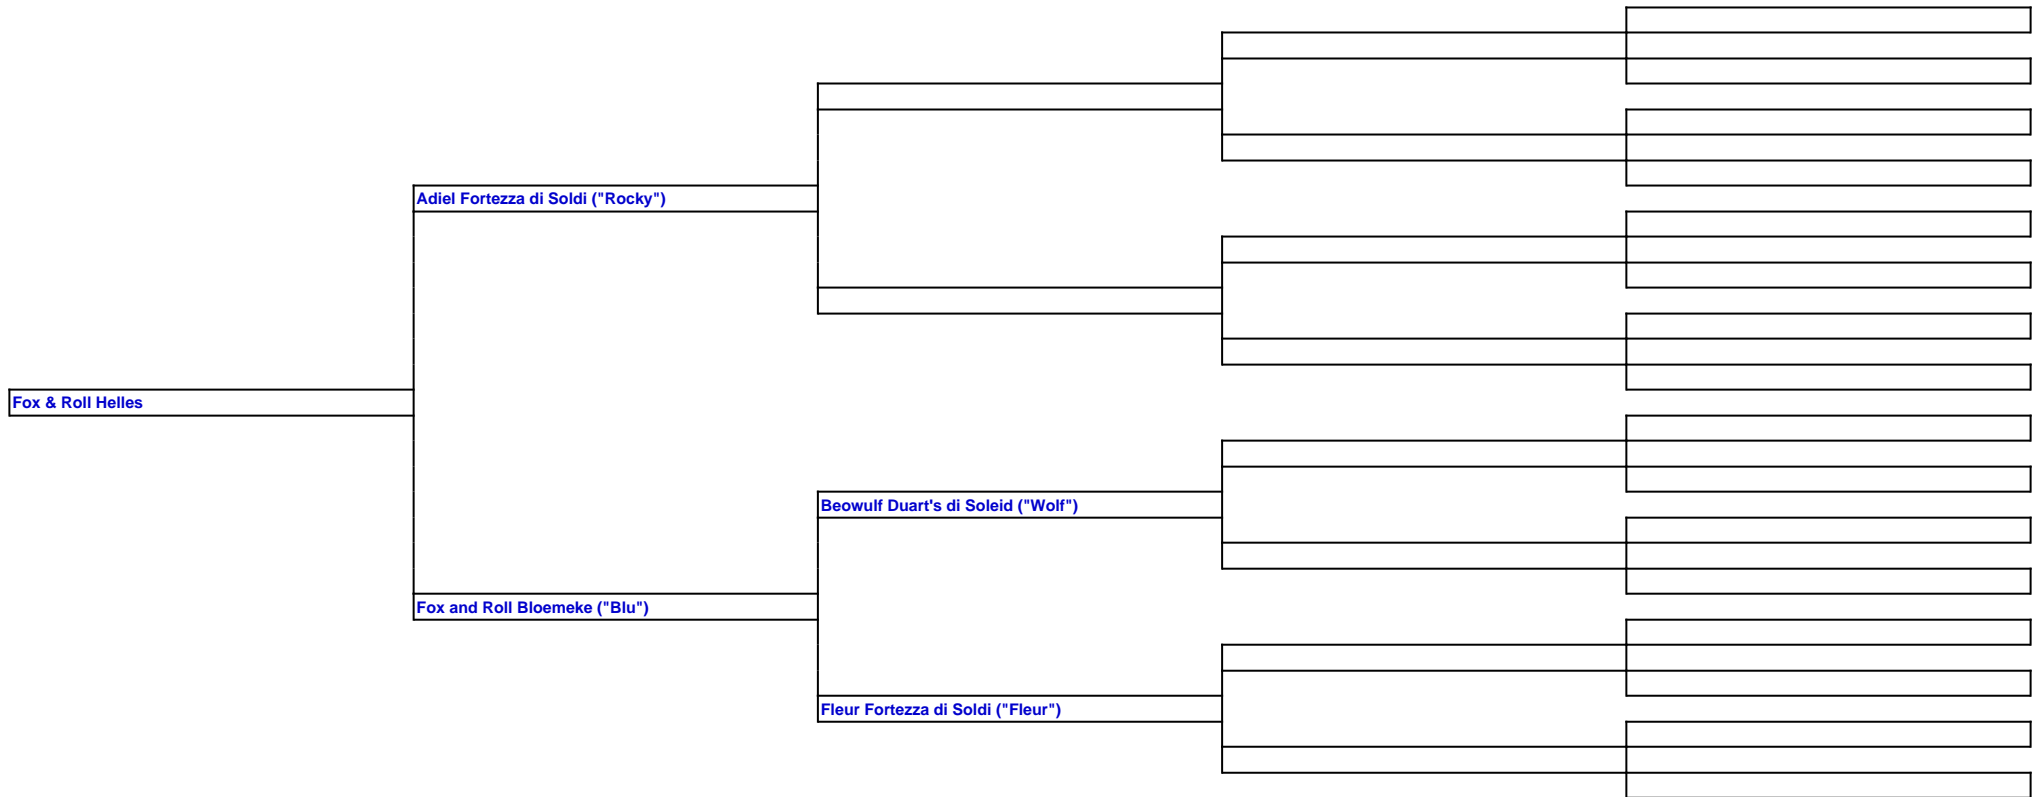 Adiel Fortezza di Soldi ("Rocky")
Fox & Roll Helles
Beowulf Duart's di Soleid ("Wolf")
Fox and Roll Bloemeke ("Blu")
Fleur Fortezza di Soldi ("Fleur")